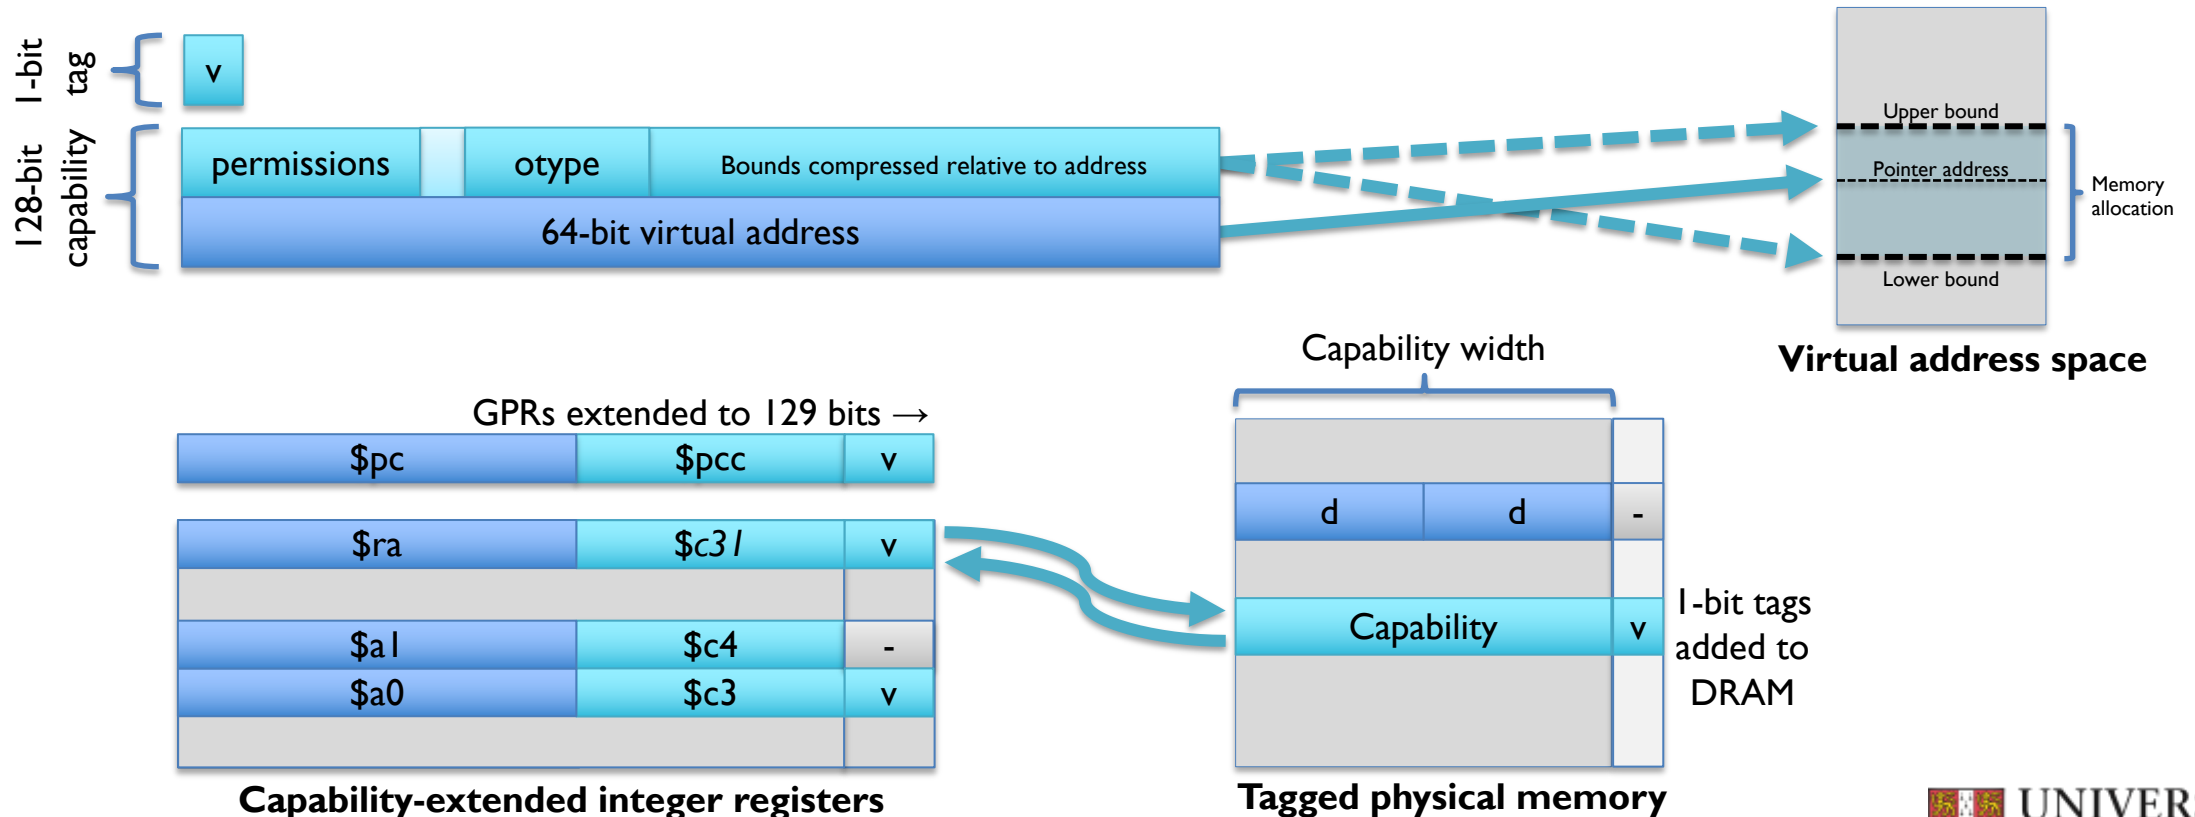 1-bit
tag
v
128-bit
capability
permissions
otype
Bounds compressed relative to address
64-bit virtual address
Upper bound
Pointer address
Lower bound
Memory
allocation
Virtual address space
GPRs extended to 129 bits →
$pc $pcc v
$ra $c31 v
$a1 $c4 -
$a0 $c3 v
Capability-extended integer registers
Capability width
d d -
Capability v
1-bit tags
added to
DRAM
Tagged physical memory
UNIVER